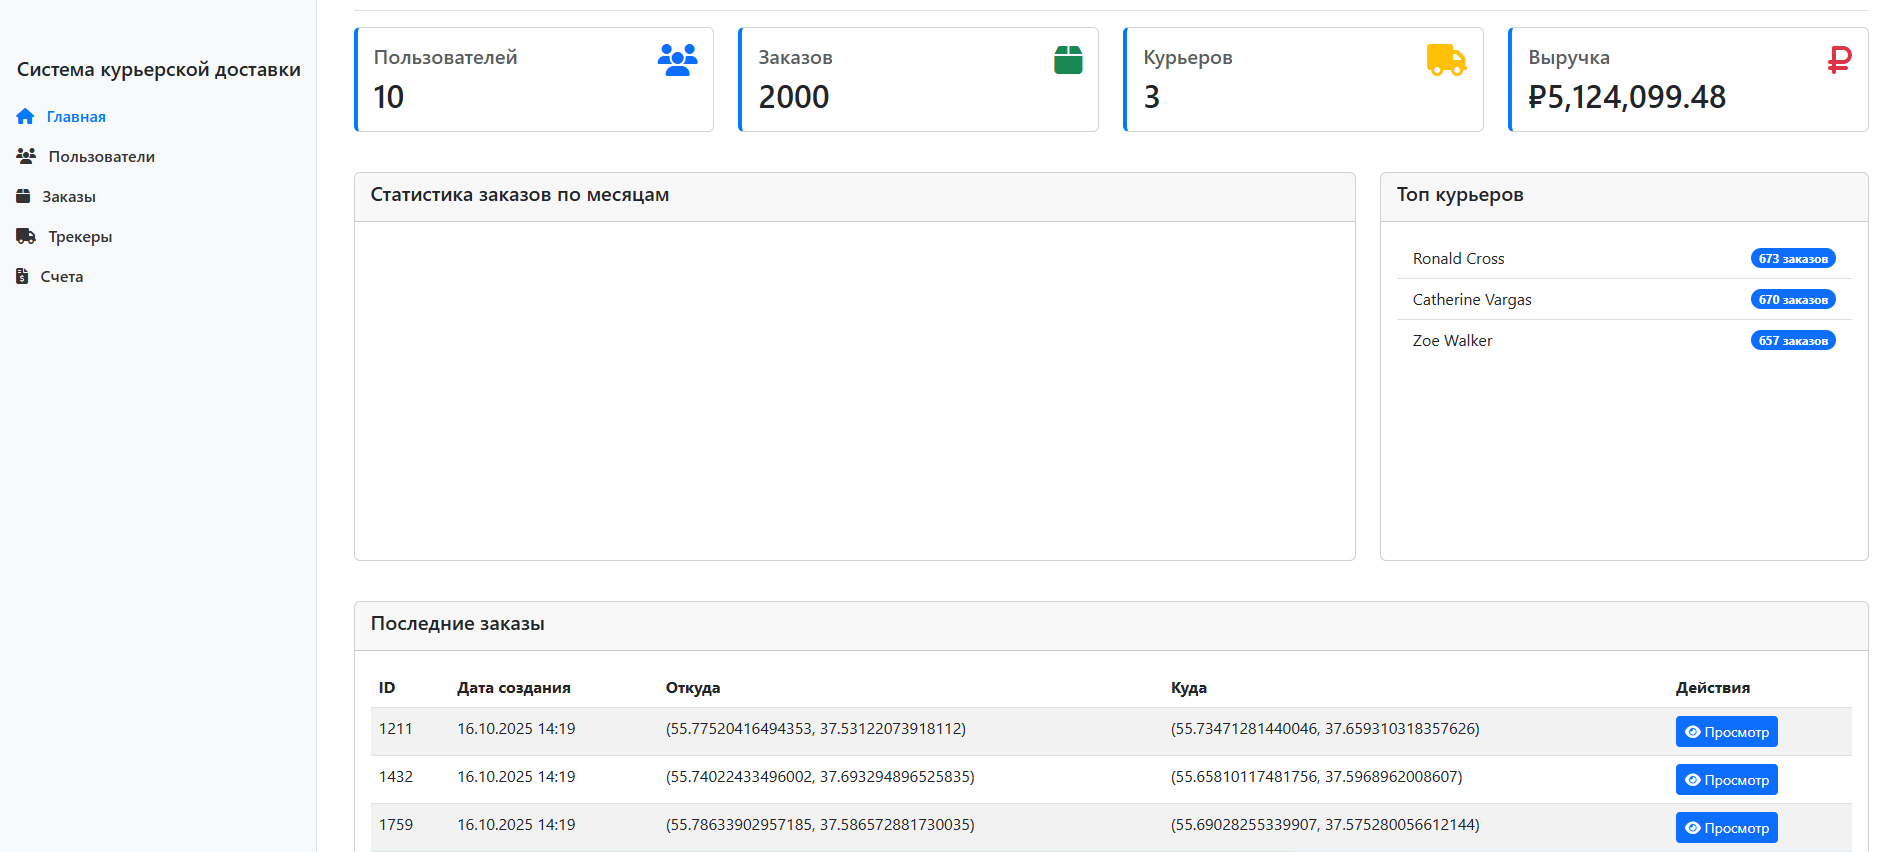 Система курьерской доставки
Главная
Пользователи
Заказы
Трекеры
Счета
Пользователей
10
Заказов
2000
Курьеров
3
Выручка
₽5,124,099.48
Статистика заказов по месяцам
Топ курьеров
Ronald Cross 673 заказов
Catherine Vargas 670 заказов
Zoe Walker 657 заказов
Последние заказы
ID Дата создания Откуда Куда Действия
1211 16.10.2025 14:19 (55.77520416494353, 37.53122073918112) (55.73471281440046, 37.659310318357626) Просмотр
1432 16.10.2025 14:19 (55.74022433496002, 37.693294896525835) (55.65810117481756, 37.5968962008607) Просмотр
1759 16.10.2025 14:19 (55.78633902957185, 37.586572881730035) (55.69028255339907, 37.575280056612144) Просмотр